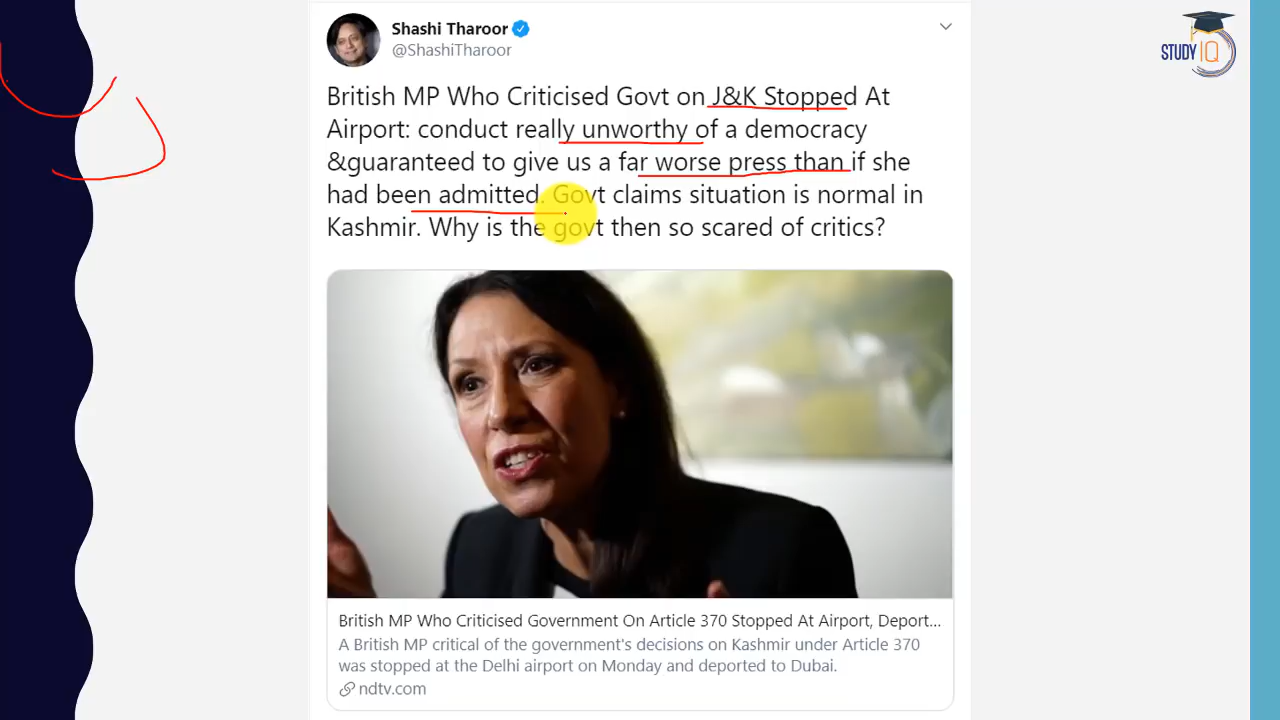 Shashi Tharoor
@ShashiTharoor
STUDY IQ
British MP Who Criticised Govt on J&K Stopped At
Airport: conduct really unworthy of a democracy
&guaranteed to give us a far worse press than if she
had been admitted. Govt claims situation is normal in
Kashmir. Why is the govt then so scared of critics?
British MP Who Criticised Government On Article 370 Stopped At Airport, Deport...
A British MP critical of the government's decisions on Kashmir under Article 370
was stopped at the Delhi airport on Monday and deported to Dubai.
ndtv.com